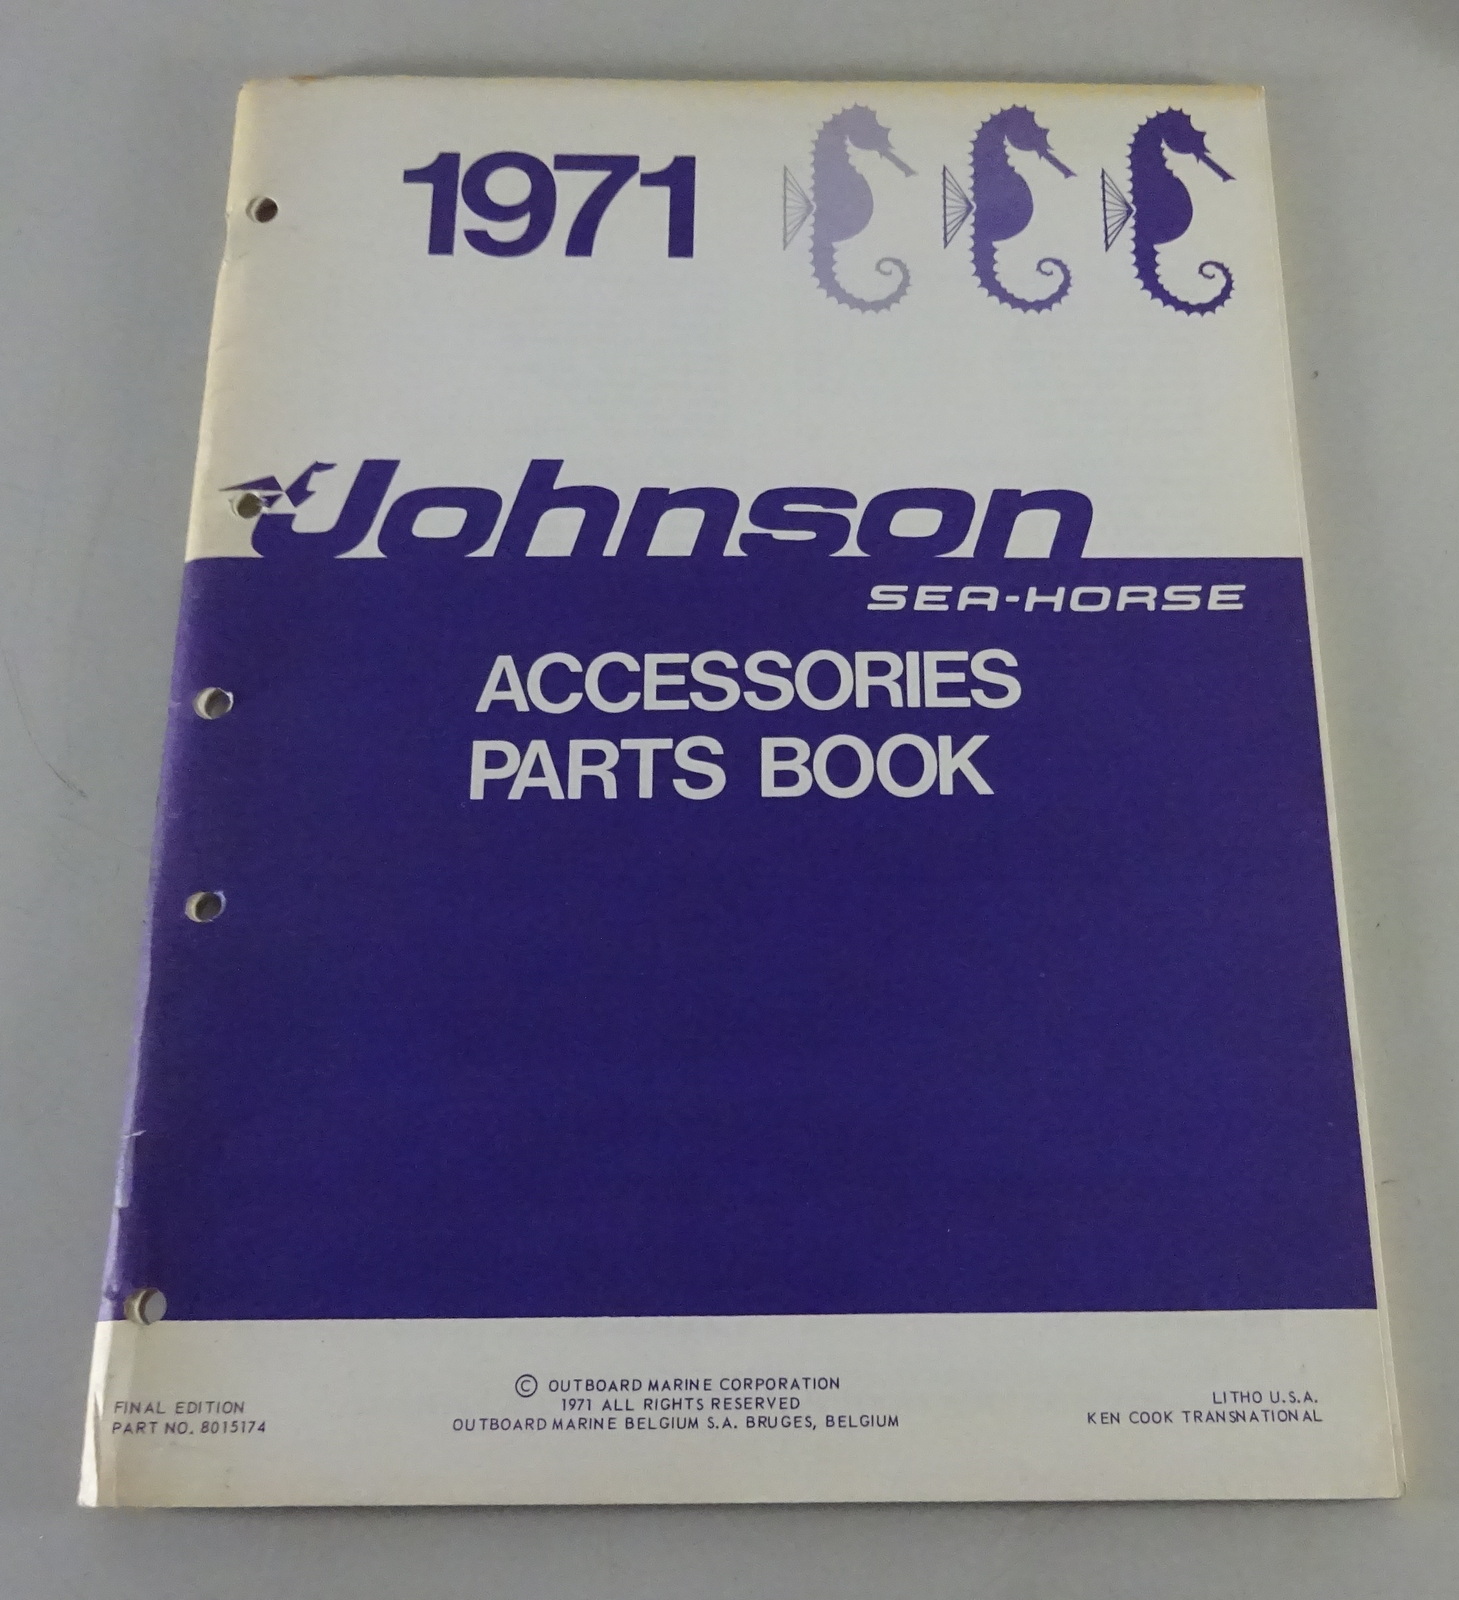 1971
Johnson
SEA-HORSE
ACCESSORIES
PARTS BOOK
FINAL EDITION
PART NO. 8015174
© OUTBOARD MARINE CORPORATION
1971 ALL RIGHTS RESERVED
OUTBOARD MARINE BELGIUM S.A. BRUGES, BELGIUM
LITHO U.S.A.
KEN COOK TRANSNATIONAL